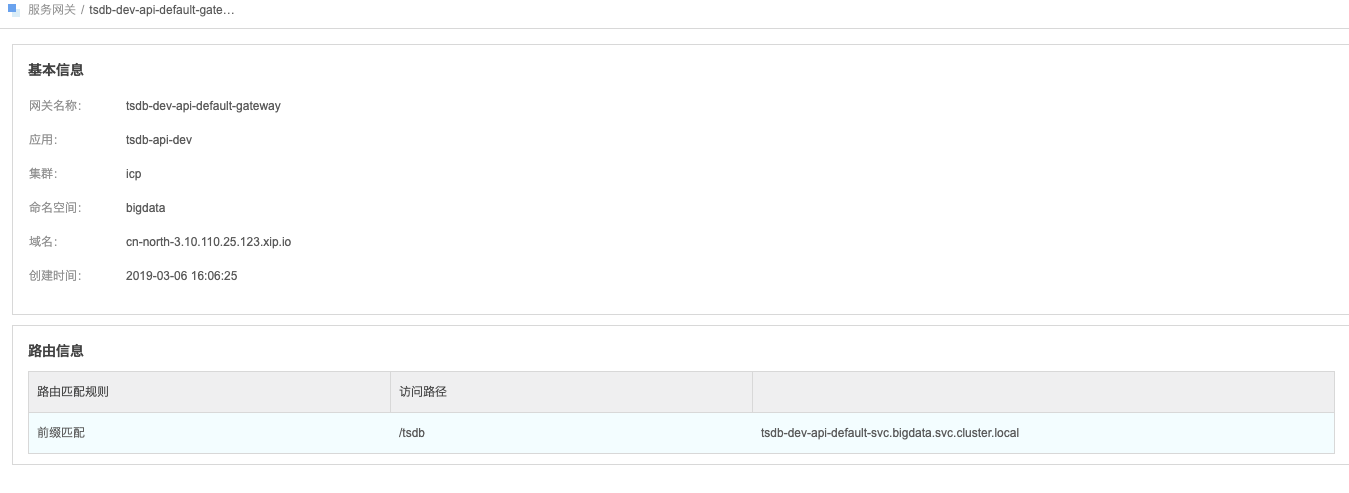 服务网关 / tsdb-dev-api-default-gate...
基本信息
网关名称: tsdb-dev-api-default-gateway
应用: tsdb-api-dev
集群: icp
命名空间: bigdata
域名: cn-north-3.10.110.25.123.xip.io
创建时间: 2019-03-06 16:06:25
路由信息
路由匹配规则 访问路径
前缀匹配 /tsdb tsdb-dev-api-default-svc.bigdata.svc.cluster.local